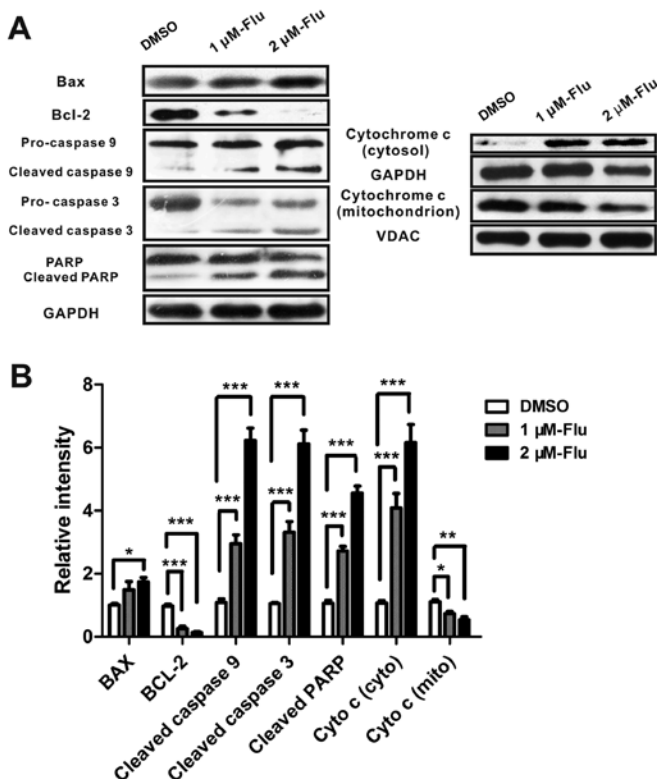 A
DMSO 1 µM-Flu 2 µM-Flu
Bax
Bcl-2
Pro-caspase 9
Cleaved caspase 9
Pro- caspase 3
Cleaved caspase 3
PARP
Cleaved PARP
GAPDH
DMSO 1 µM-Flu 2 µM-Flu
Cytochrome c
(cytosol)
GAPDH
Cytochrome c
(mitochondrion)
VDAC
B
Relative intensity
8
6
4
2
0
*
***
***
***
***
***
***
***
***
***
***
**
*
DMSO
1 µM-Flu
2 µM-Flu
BAX
BCL-2
Cleaved caspase 9
Cleaved caspase 3
Cleaved PARP
Cyto c (cyto)
Cyto c (mito)